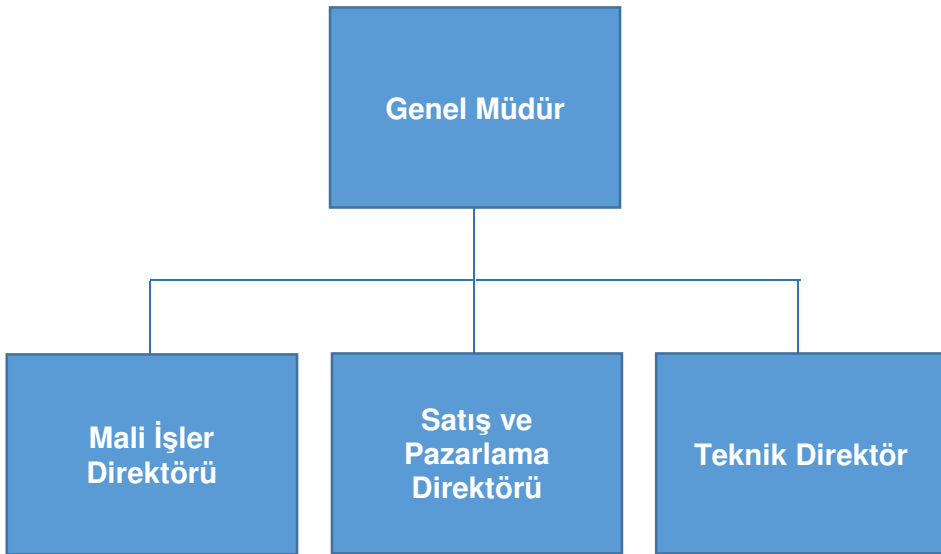 Genel Müdür
Mali İşler
Direktörü
Satış ve
Pazarlama
Direktörü
Teknik Direktör